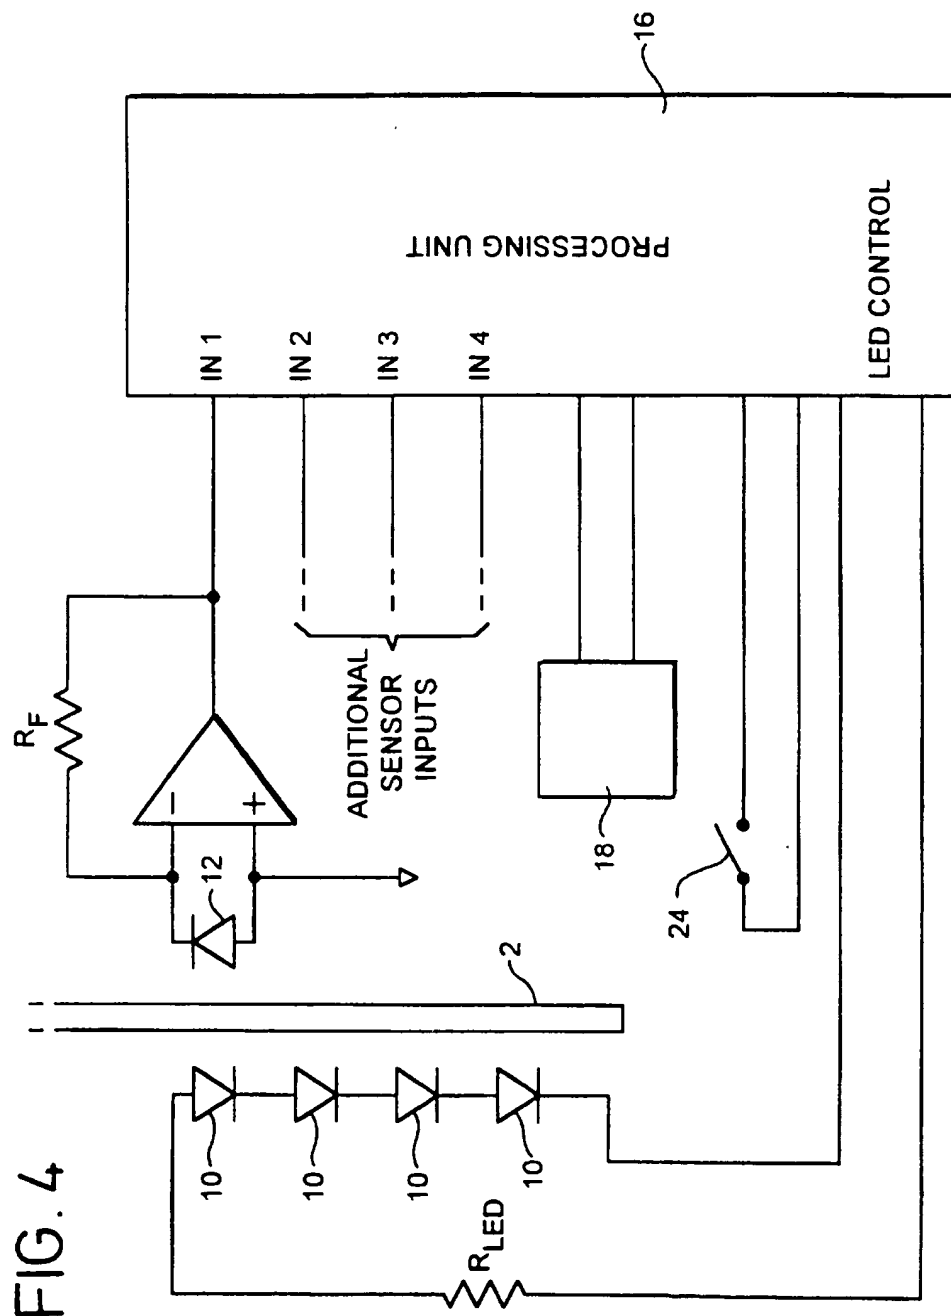 FIG. 4
R_F
12
IN 1
IN 2
IN 3
IN 4
ADDITIONAL
SENSOR
INPUTS
PROCESSING UNIT
16
18
24
LED CONTROL
2
10
10
10
10
R_LED